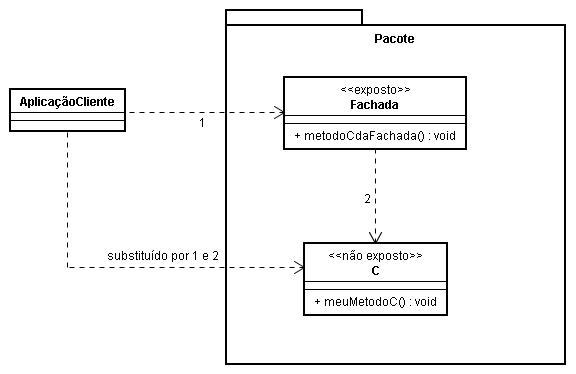 Pacote
<<exposto>>
Fachada
+ metodoCdaFachada() : void
AplicaçãoCliente
1
2
substituído por 1 e 2
<<não exposto>>
C
+ meuMetodoC() : void